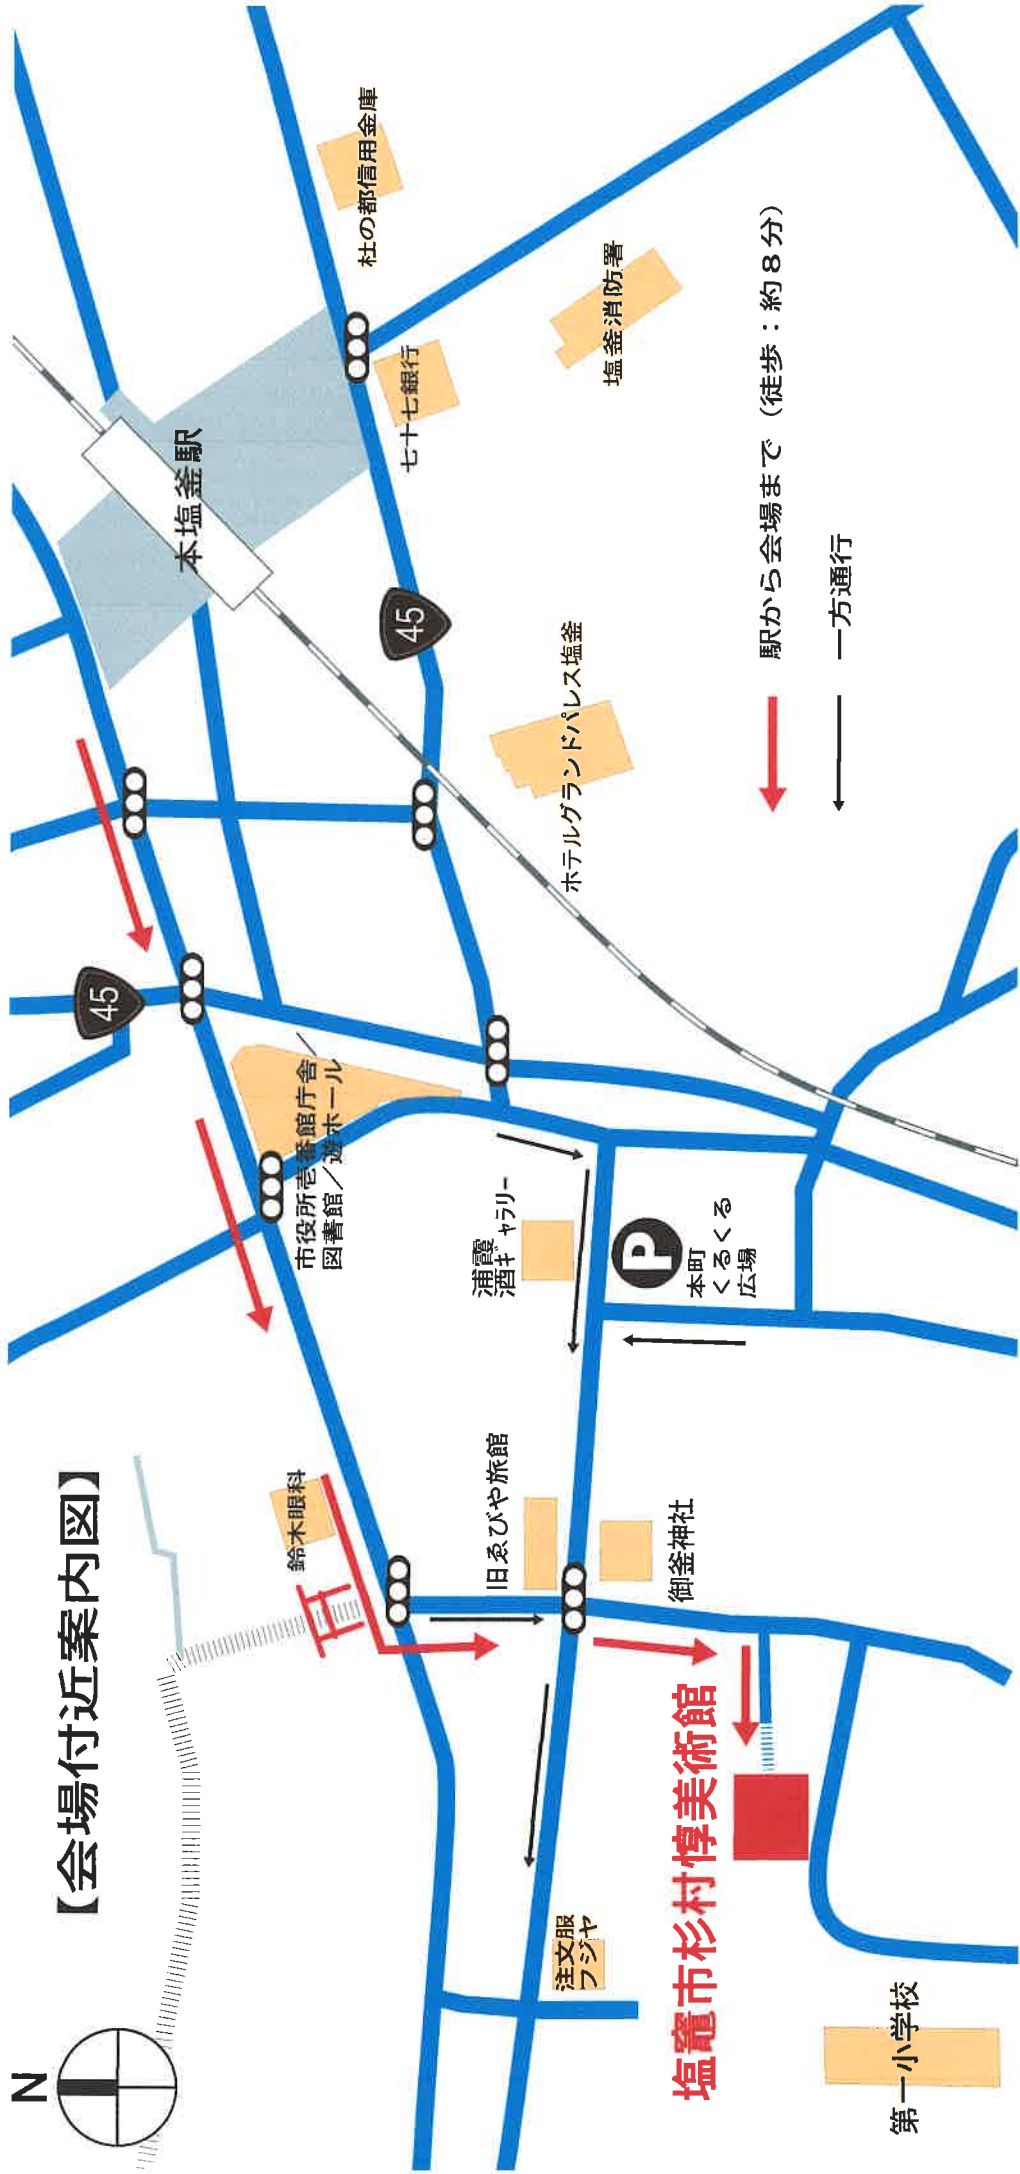 【会場付近案内図】
N
本塩釜駅
杜の都信用金庫
七十七銀行
塩釜消防署
45
45
ホテルグランドパレス塩釜
市役所壱番館庁舎／
図書館／遊ホール
浦霞
酒ギャラリー
P
本町
くるくる
広場
鈴木眼科
旧ゑびや旅館
御釜神社
注文服
フジヤ
塩竈市杉村惇美術館
第一小学校
駅から会場まで（徒歩：約８分）
一方通行